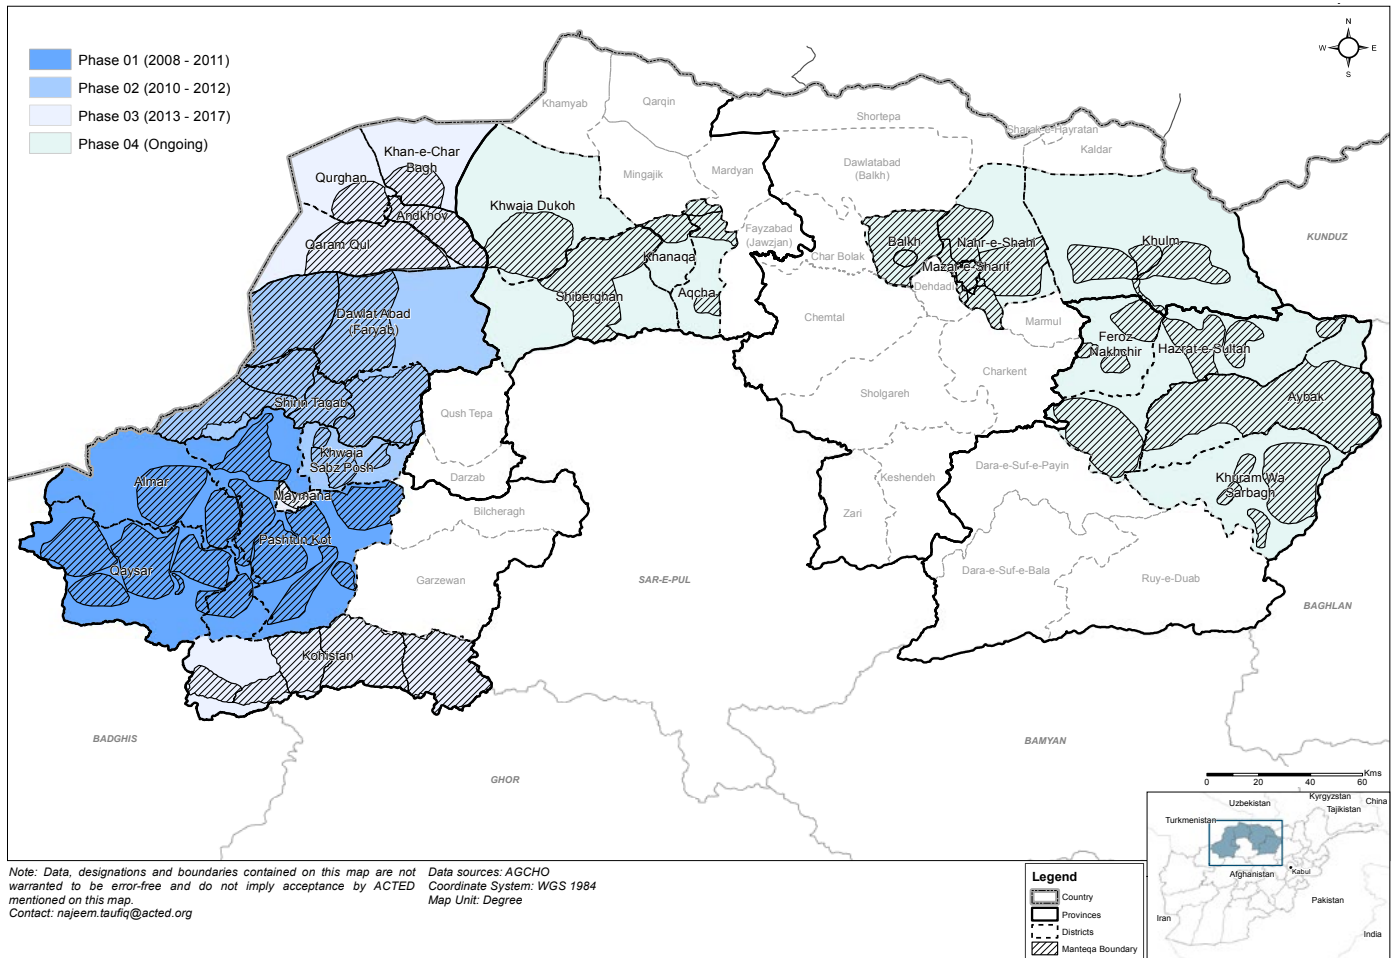 Phase 01 (2008 - 2011)
Phase 02 (2010 - 2012)
Phase 03 (2013 - 2017)
Phase 04 (Ongoing)
N
W
E
S
Khamyab
Qarqin
Shortepa
Sharak-e-Hayratan
Kaldar
Khan-e-Char
Bagh
Qurghan
Andkhoy
Qaram Qul
Khwaja Dukoh
Mingajik
Mardyan
Dawlatabad
(Balkh)
Fayzabad
(Jawzjan)
Khanaqa
Aqcha
Shiberghan
Char Bolak
Balkh
Nahr-e-Shahi
Mazar-e-Sharif
Dehdadi
Khulm
KUNDUZ
Dawlat Abad
(Faryab)
Chemtal
Marmul
Feroz-
Nakhchir
Hazrat-e-Sultan
Charkent
Sholgareh
Aybak
Shirin Tagab
Qush Tepa
Khwaja
Sabz Posh
Darzab
Almar
Maymana
Bilcheragh
Keshendeh
Dara-e-Suf-e-Payin
Khuram Wa
Sarbagh
Zari
Pashtun Kot
Qaysar
Garzewan
SAR-E-PUL
Dara-e-Suf-e-Bala
Ruy-e-Duab
BAGHLAN
Kohistan
BADGHIS
GHOR
BAMYAN
Kms
0
20
40
60
Uzbekistan
Kyrgyzstan
China
Tajikistan
Turkmenistan
Kabul
Afghanistan
Pakistan
Iran
India
Legend
Country
Provinces
Districts
Manteqa Boundary
Note: Data, designations and boundaries contained on this map are not
warranted to be error-free and do not imply acceptance by ACTED
mentioned on this map.
Contact: najeem.taufiq@acted.org
Data sources: AGCHO
Coordinate System: WGS 1984
Map Unit: Degree